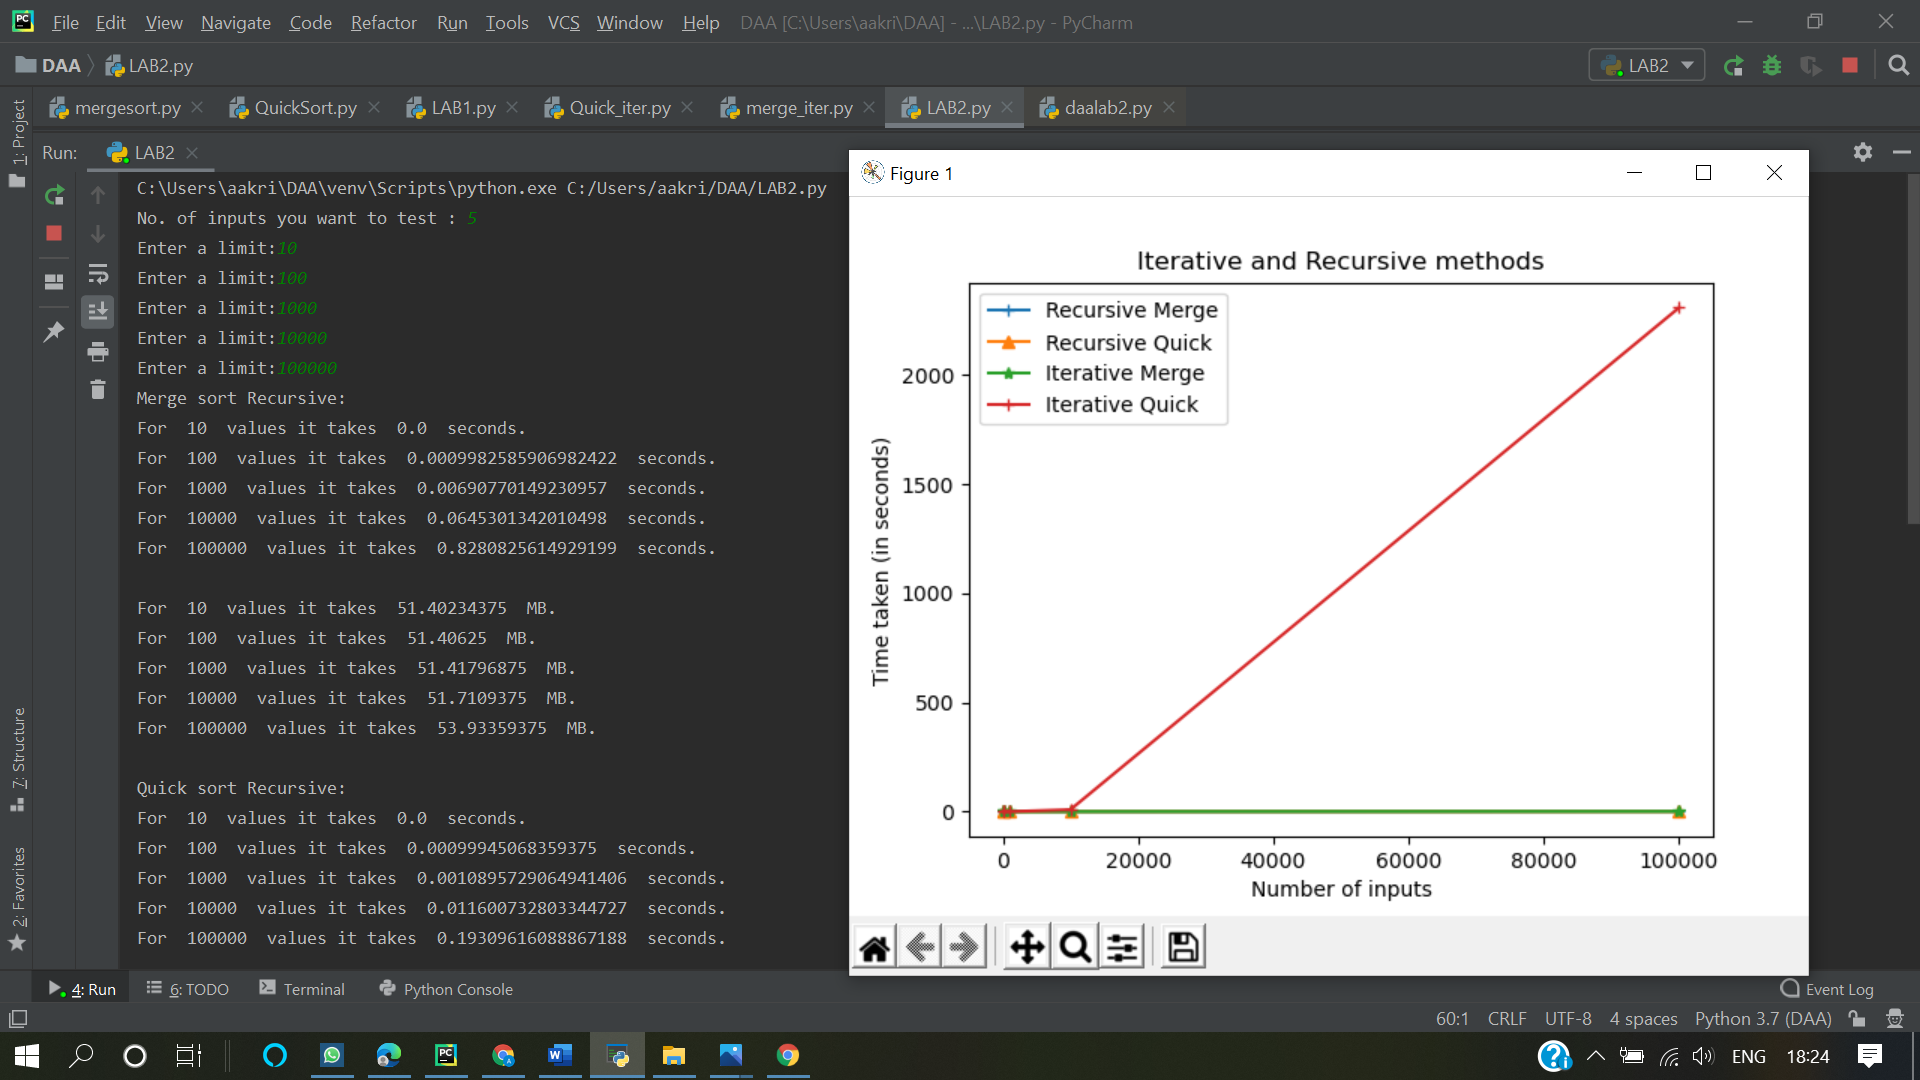 File Edit View Navigate Code Refactor Run Tools VCS Window Help DAA [C:\Users\aakri\DAA] - ...\LAB2.py - PyCharm
DAA LAB2.py LAB2
mergesort.py QuickSort.py LAB1.py Quick_iter.py merge_iter.py LAB2.py daalab2.py
1: Project
Run: LAB2
C:\Users\aakri\DAA\venv\Scripts\python.exe C:/Users/aakri/DAA/LAB2.py
No. of inputs you want to test : 5
Enter a limit:10
Enter a limit:100
Enter a limit:1000
Enter a limit:10000
Enter a limit:100000
Merge sort Recursive:
For 10 values it takes 0.0 seconds.
For 100 values it takes 0.0009982585906982422 seconds.
For 1000 values it takes 0.00690770149230957 seconds.
For 10000 values it takes 0.0645301342010498 seconds.
For 100000 values it takes 0.8280825614929199 seconds.
For 10 values it takes 51.40234375 MB.
For 100 values it takes 51.40625 MB.
For 1000 values it takes 51.41796875 MB.
For 10000 values it takes 51.7109375 MB.
For 100000 values it takes 53.93359375 MB.
Quick sort Recursive:
For 10 values it takes 0.0 seconds.
For 100 values it takes 0.00099945068359375 seconds.
For 1000 values it takes 0.0010895729064941406 seconds.
For 10000 values it takes 0.011600732803344727 seconds.
For 100000 values it takes 0.19309616088867188 seconds.
Figure 1
Iterative and Recursive methods
Recursive Merge
Recursive Quick
Iterative Merge
Iterative Quick
Time taken (in seconds)
2000
1500
1000
500
0
0 20000 40000 60000 80000 100000
Number of inputs
7: Structure
2: Favorites
4: Run 6: TODO Terminal Python Console Event Log
60:1 CRLF UTF-8 4 spaces Python 3.7 (DAA)
ENG 18:24